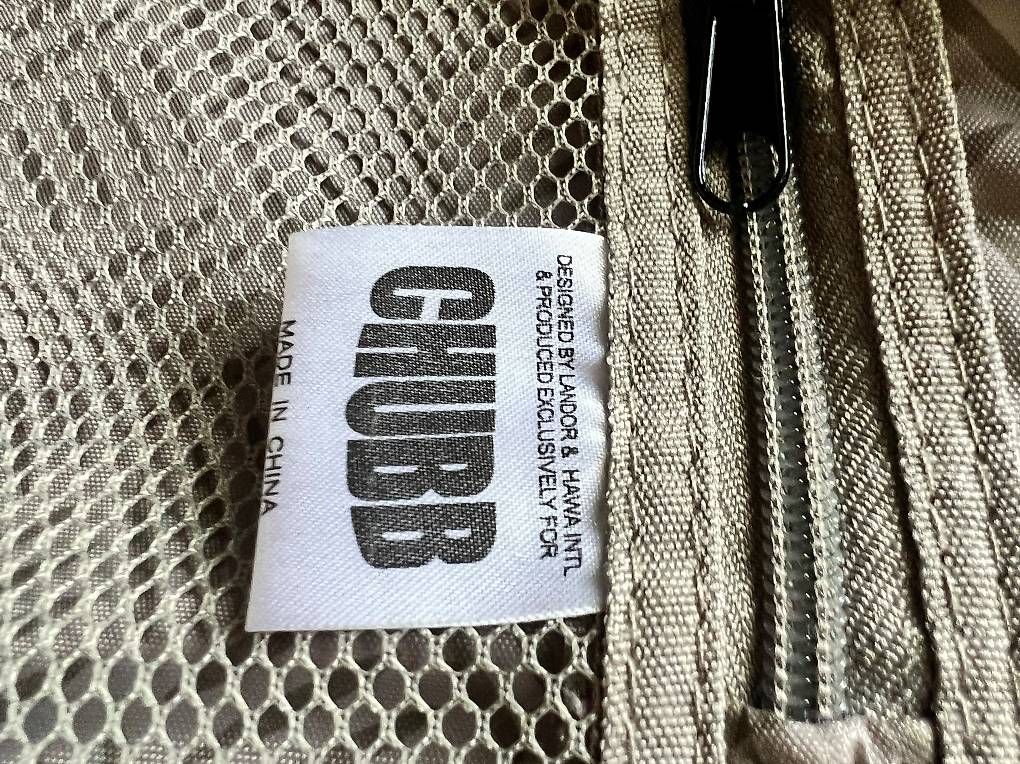 DESIGNED BY LANDOR & HAWA INTL
& PRODUCED EXCLUSIVELY FOR
CHUBB
MADE IN CHINA